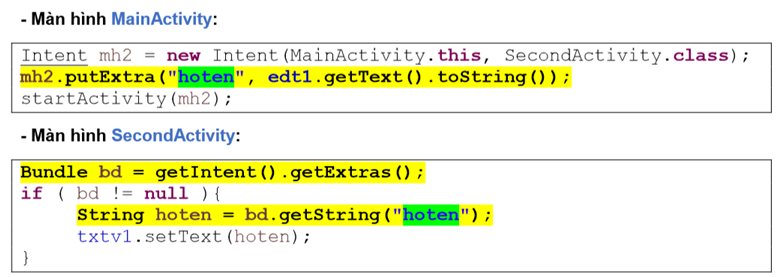 - Màn hình MainActivity:
Intent mh2 = new Intent(MainActivity.this, SecondActivity.class);
mh2.putExtra("hoten", edt1.getText().toString());
startActivity(mh2);
- Màn hình SecondActivity:
Bundle bd = getIntent().getExtras();
if ( bd != null ){
String hoten = bd.getString("hoten");
txtv1.setText(hoten);
}